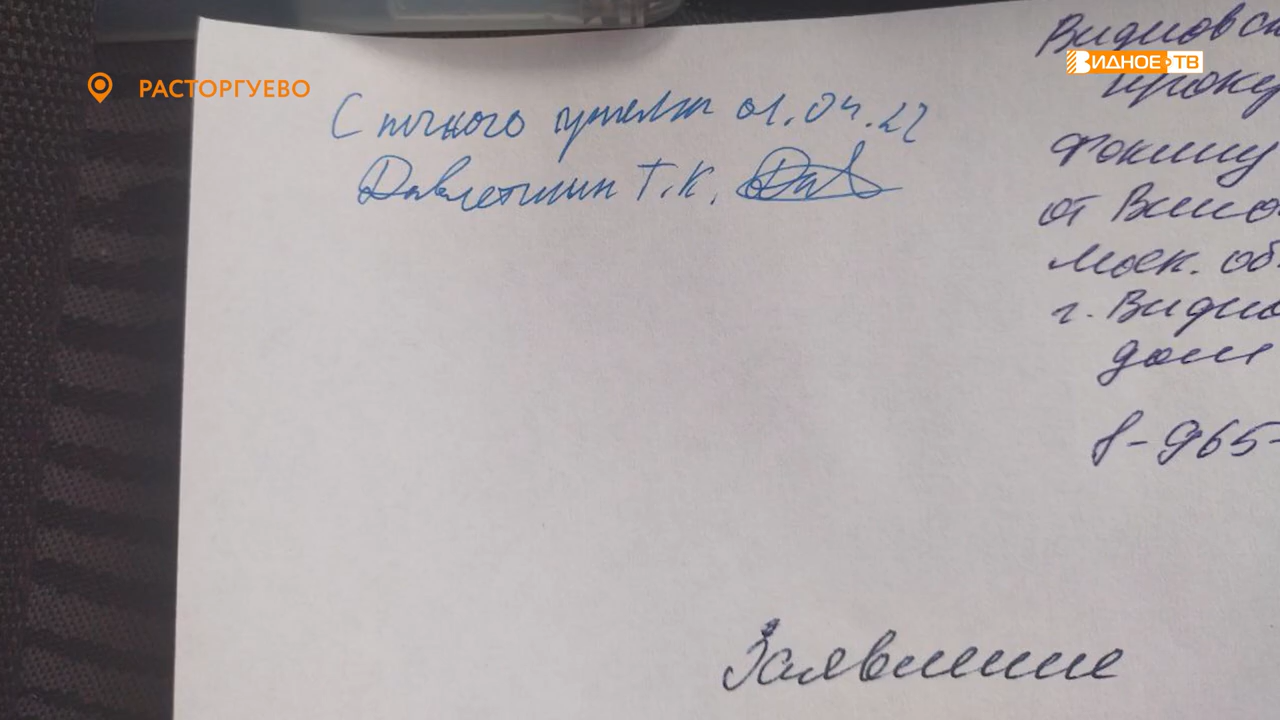 РАСТОРГУЕВО
ВИДНОЕ ТВ
С личного приема 01.04.22
Давлетшин Т.К.
Видновск
проку
Фокину
от
Моск. об
г. Видно
дом
8-965-
Заявление